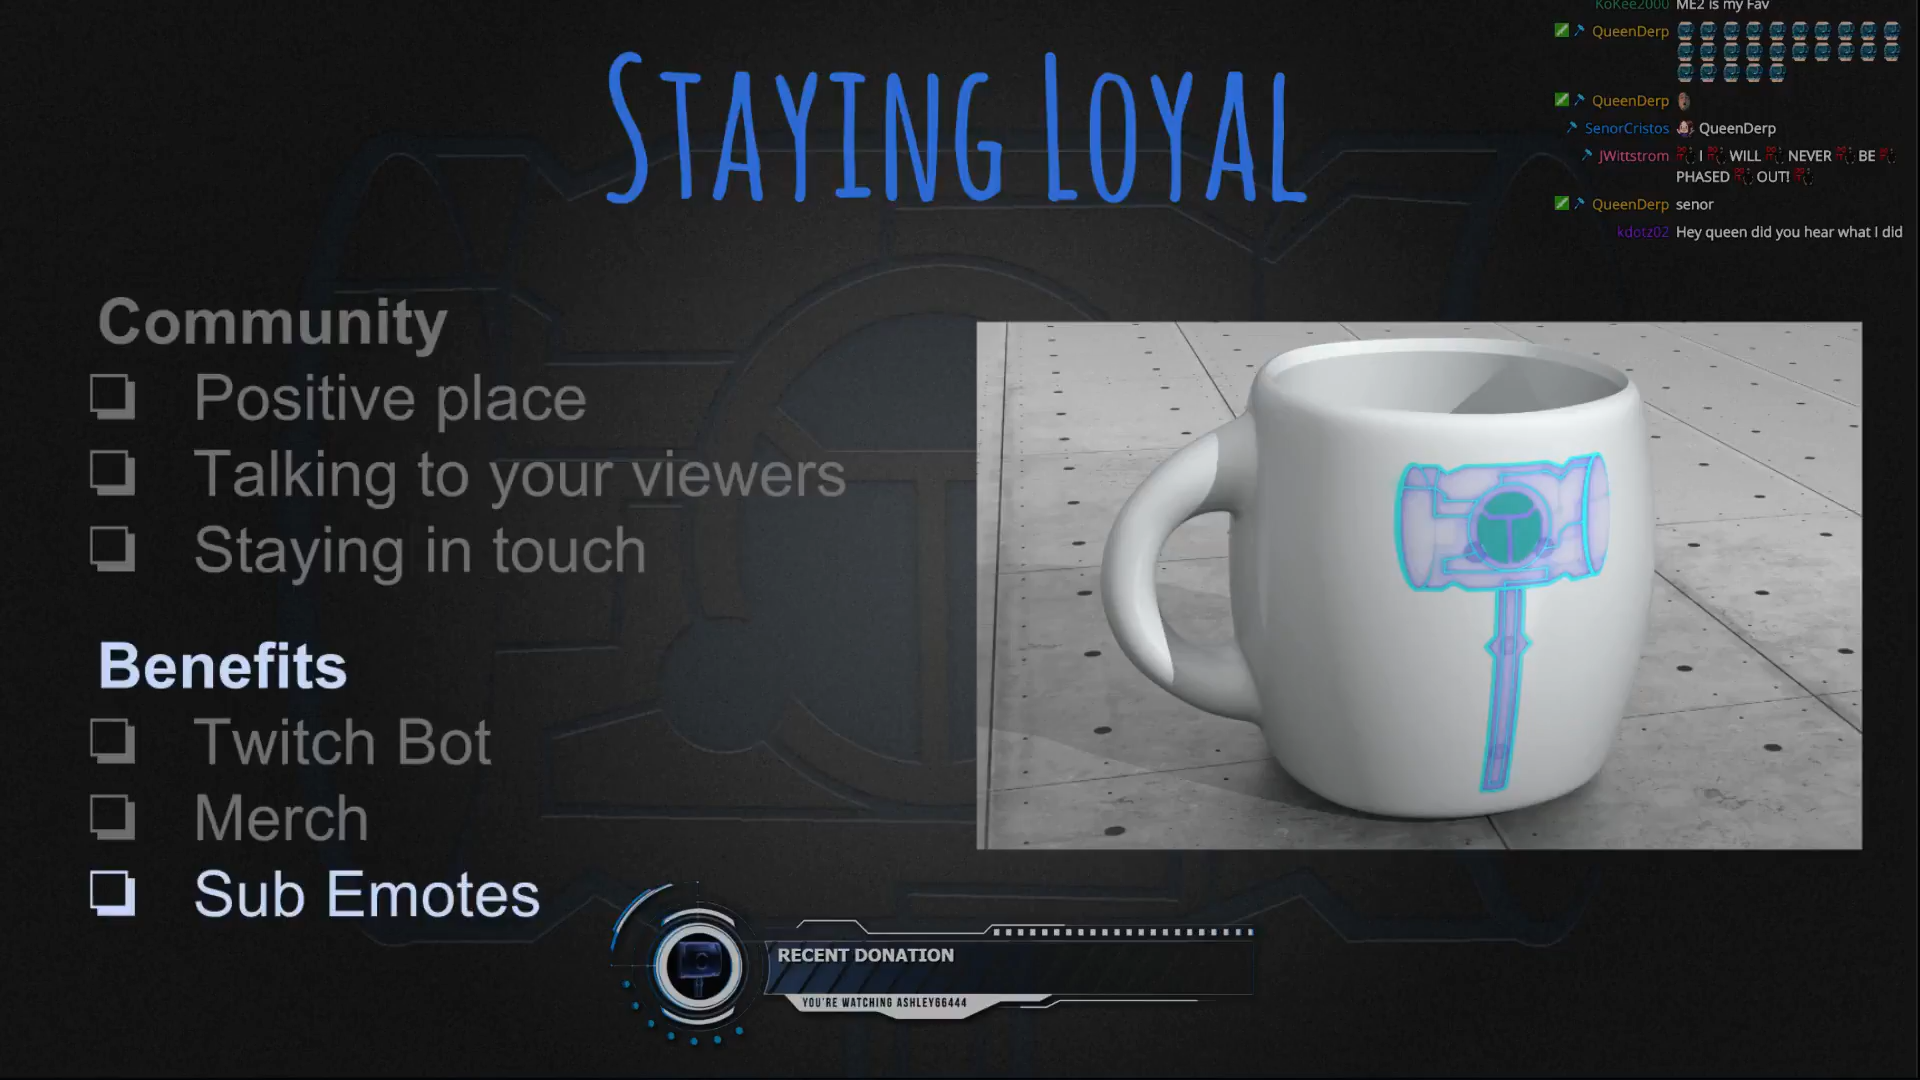 KoKee2000 ME2 is my Fav
QueenDerp
QueenDerp
SenorCristos QueenDerp
JWittstrom I WILL NEVER BE
PHASED OUT!
QueenDerp senor
kdotz02 Hey queen did you hear what I did
STAYING LOYAL
Community
Positive place
Talking to your viewers
Staying in touch
Benefits
Twitch Bot
Merch
Sub Emotes
RECENT DONATION
YOU'RE WATCHING ASHLEY66444